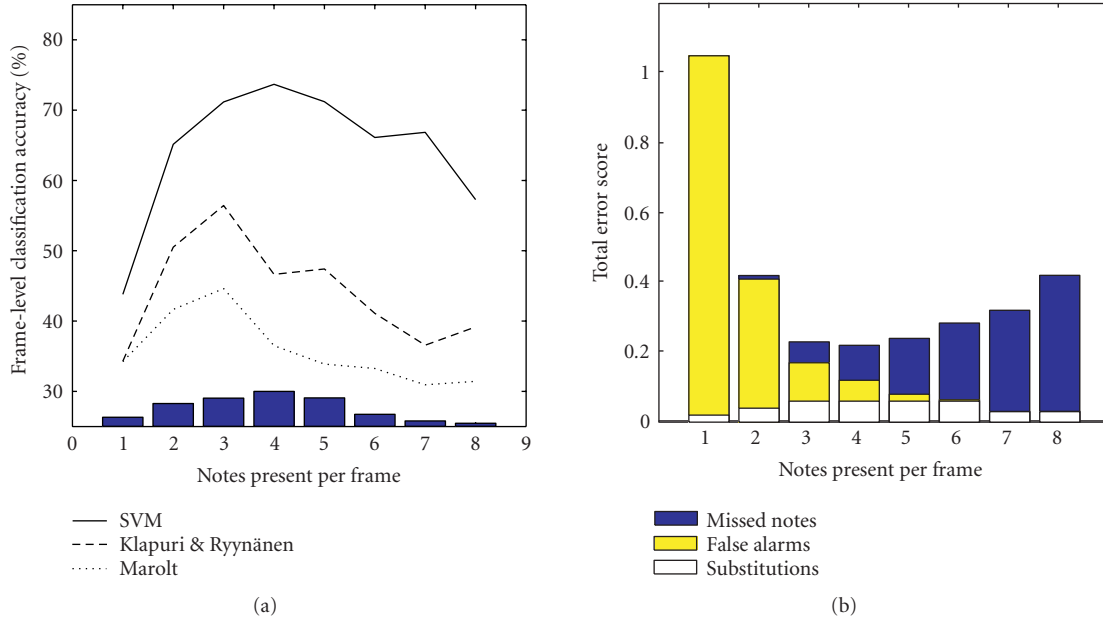 Frame-level classification accuracy (%)
80
70
60
50
40
30
0 1 2 3 4 5 6 7 8 9
Notes present per frame
SVM
Klapuri & Ryynänen
Marolt
(a)
Total error score
1
0.8
0.6
0.4
0.2
0
1 2 3 4 5 6 7 8
Notes present per frame
Missed notes
False alarms
Substitutions
(b)